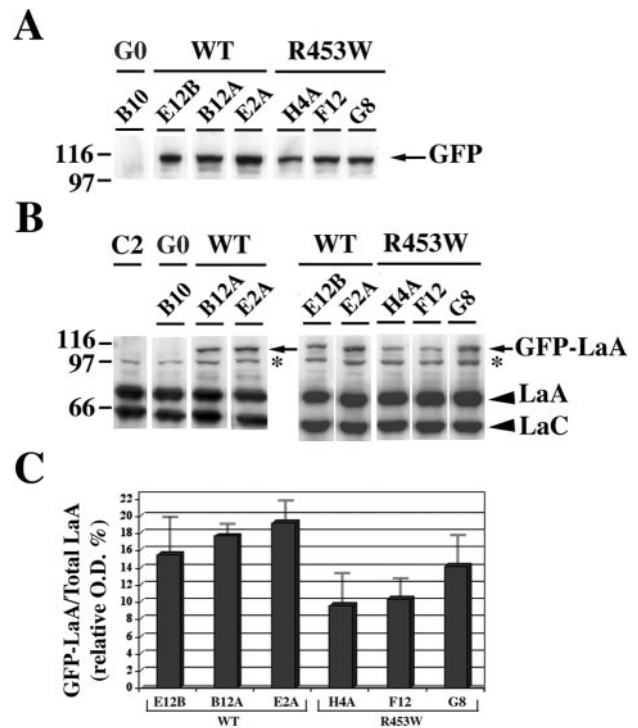 A
G0 WT R453W
B10 E12B B12A E2A H4A F12 G8
116
GFP
97
B
C2 G0 WT WT R453W
B10 B12A E2A E12B E2A H4A F12 G8
116
GFP-LaA
97
*
*
LaA
66
LaC
C
GFP-LaA/Total LaA
(relative O.D. %)
22
20
18
16
14
12
10
8
6
4
2
0
E12B B12A E2A H4A F12 G8
WT R453W